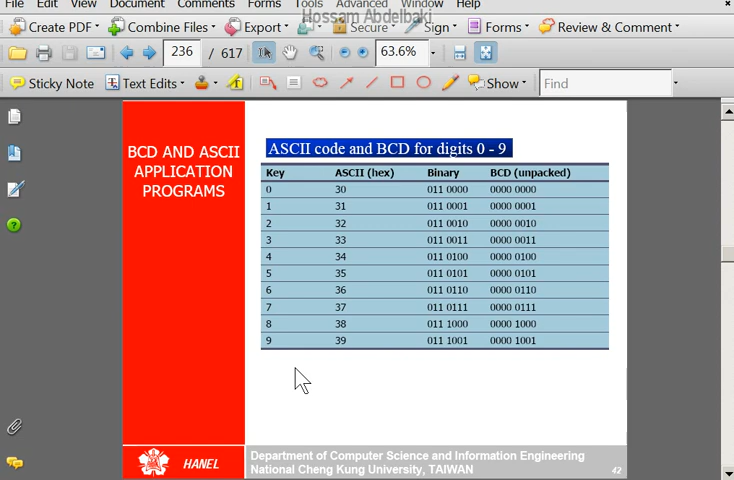 File Edit View Document Comments Forms Tools Advanced Window Help
Hossam Abdelbaki
Create PDF Combine Files Export Secure Sign Forms Review & Comment
236 / 617 63.6%
Sticky Note Text Edits T Show Find
BCD AND ASCII
APPLICATION
PROGRAMS
ASCII code and BCD for digits 0 - 9
Key ASCII (hex) Binary BCD (unpacked)
0 30 011 0000 0000 0000
1 31 011 0001 0000 0001
2 32 011 0010 0000 0010
3 33 011 0011 0000 0011
4 34 011 0100 0000 0100
5 35 011 0101 0000 0101
6 36 011 0110 0000 0110
7 37 011 0111 0000 0111
8 38 011 1000 0000 1000
9 39 011 1001 0000 1001
HANEL
Department of Computer Science and Information Engineering
National Cheng Kung University, TAIWAN
42